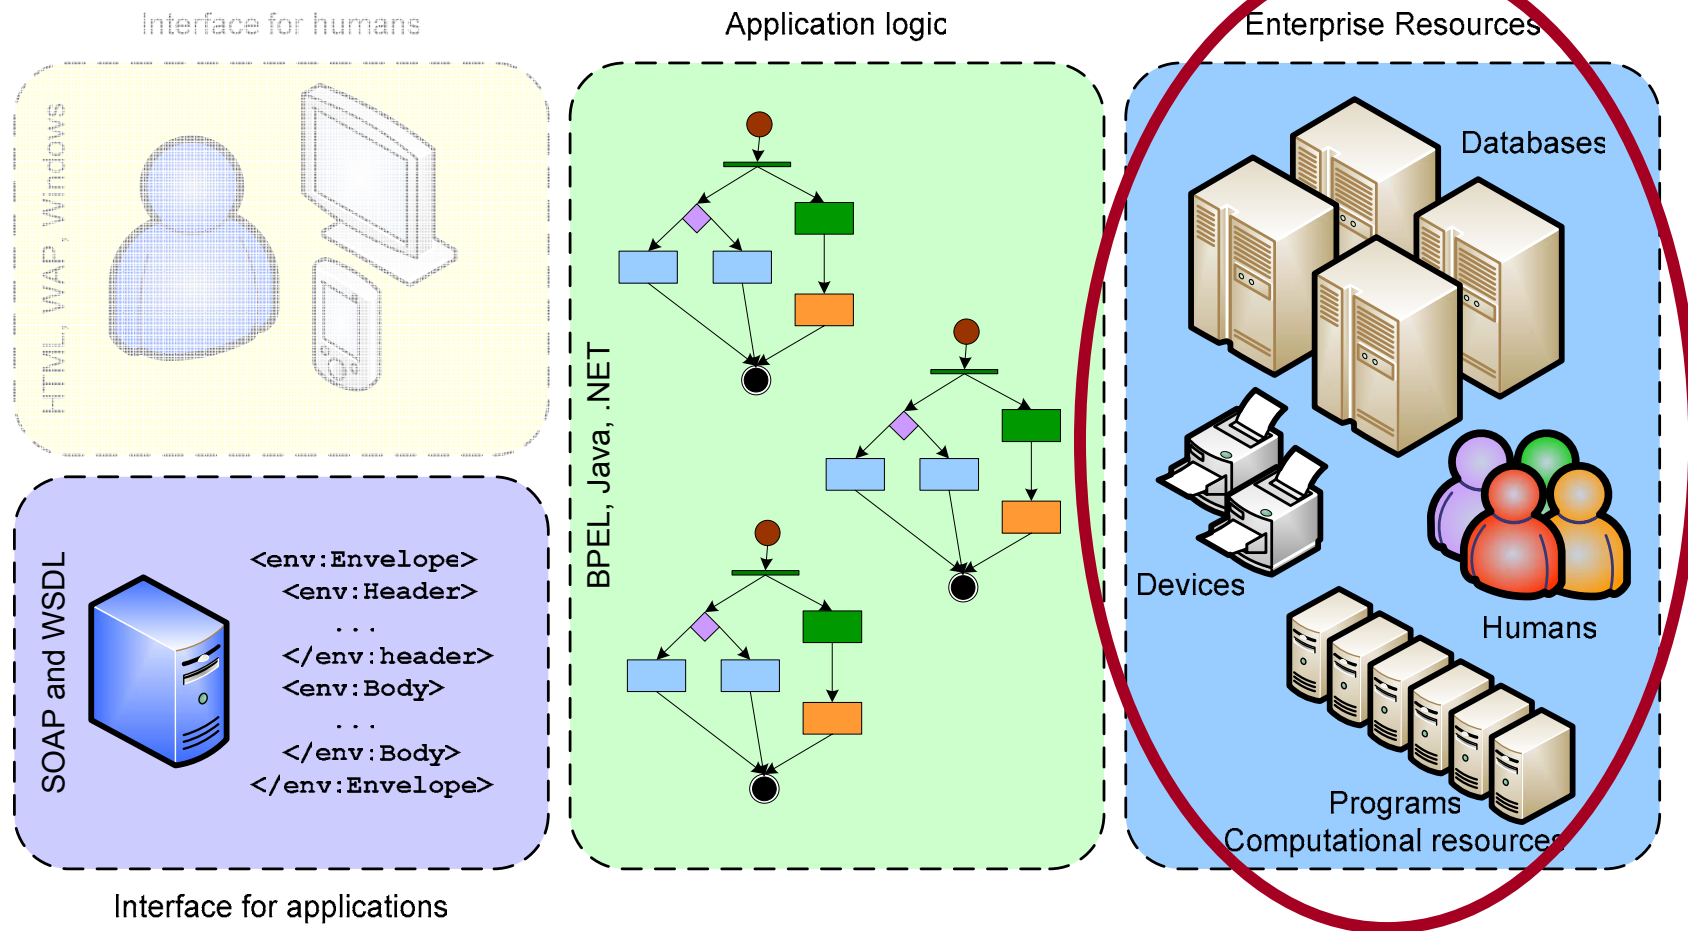 Interface for humans
HTML, WAP, Windows
SOAP and WSDL
<env:Envelope>
<env:Header>
...
</env:header>
<env:Body>
...
</env:Body>
</env:Envelope>
Interface for applications
Application logic
BPEL, Java, .NET
Enterprise Resources
Databases
Devices
Humans
Programs
Computational resources